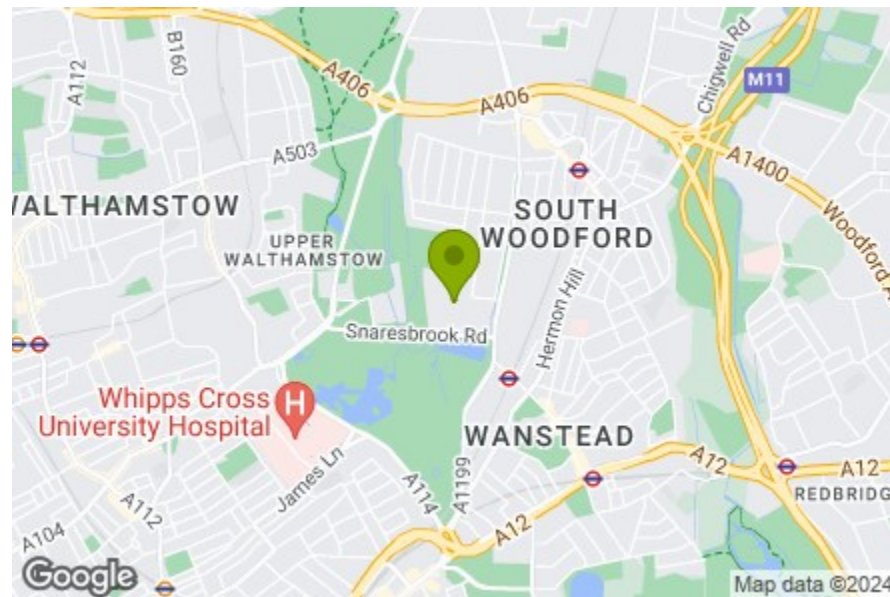 A112
B160
A406
A406
A503
Chigwell Rd
M11
A1400
Woodford A
WALTHAMSTOW
SOUTH
WOODFORD
UPPER
WALTHAMSTOW
Hermon Hill
Snaresbrook Rd
Whipps Cross
University Hospital
H
WANSTEAD
James Ln
A1199
A114
A12
A12
A12
REDBRIDG
A112
A104
Google
Map data ©2024